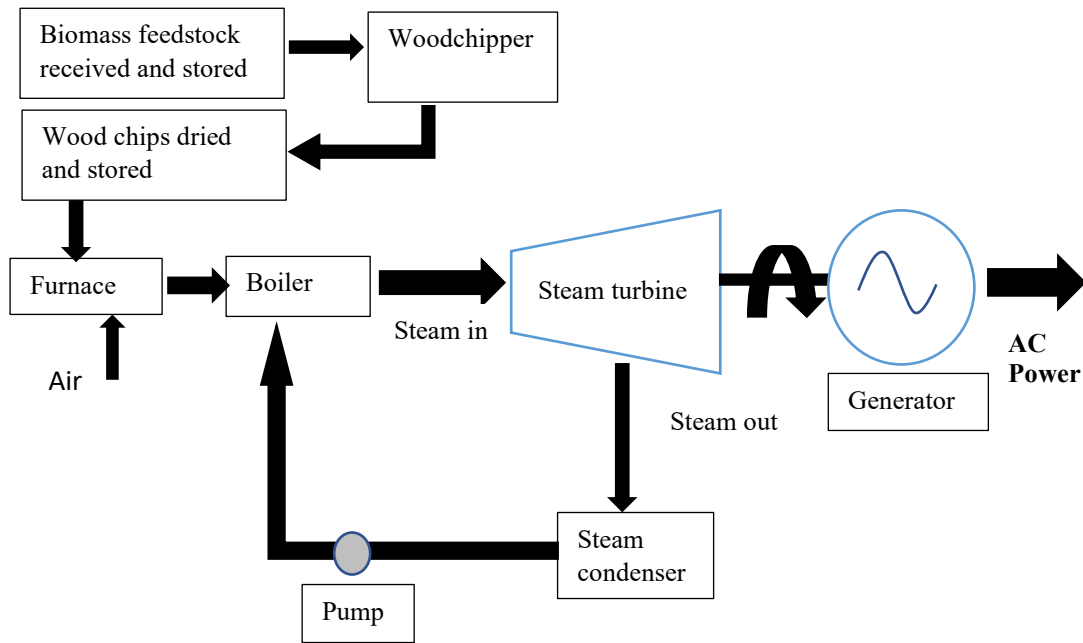 Biomass feedstock
received and stored
Woodchipper
Wood chips dried
and stored
Furnace
Boiler
Steam turbine
Steam in
Air
AC
Power
Generator
Steam out
Steam
condenser
Pump